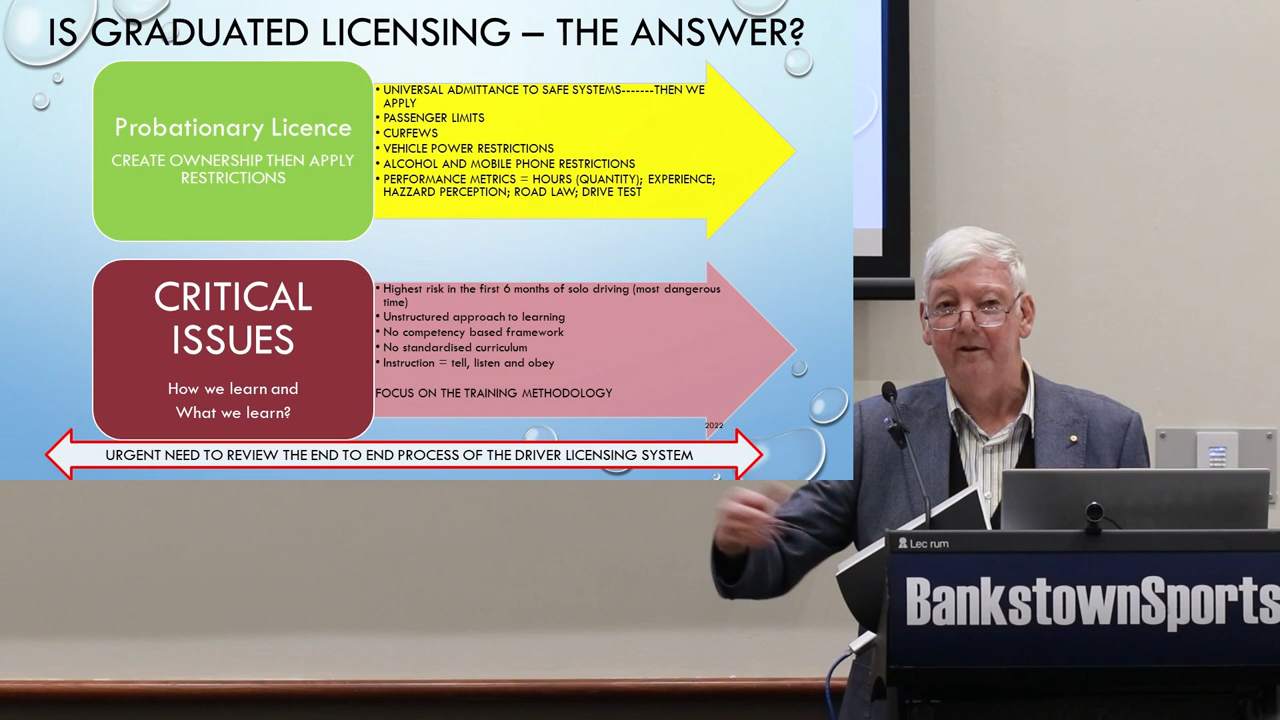 IS GRADUATED LICENSING – THE ANSWER?
Probationary Licence
CREATE OWNERSHIP THEN APPLY
RESTRICTIONS
• UNIVERSAL ADMITTANCE TO SAFE SYSTEMS-------THEN WE
APPLY
• PASSENGER LIMITS
• CURFEWS
• VEHICLE POWER RESTRICTIONS
• ALCOHOL AND MOBILE PHONE RESTRICTIONS
• PERFORMANCE METRICS = HOURS (QUANTITY); EXPERIENCE;
HAZZARD PERCEPTION; ROAD LAW; DRIVE TEST
CRITICAL
ISSUES
How we learn and
What we learn?
• Highest risk in the first 6 months of solo driving (most dangerous
time)
• Unstructured approach to learning
• No competency based framework
• No standardised curriculum
• Instruction = tell, listen and obey
FOCUS ON THE TRAINING METHODOLOGY
2022
URGENT NEED TO REVIEW THE END TO END PROCESS OF THE DRIVER LICENSING SYSTEM
Lec rum
BankstownSports